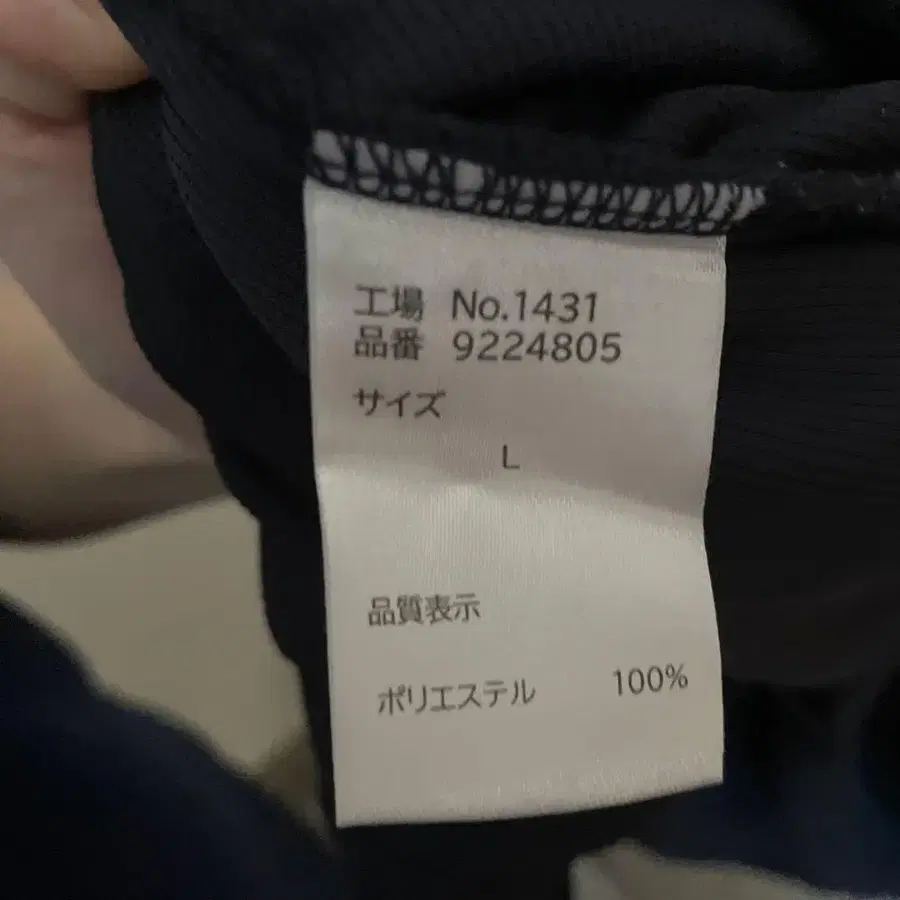 工場 No.1431
品番 9224805
サイズ
L
品質表示
ポリエステル 100%